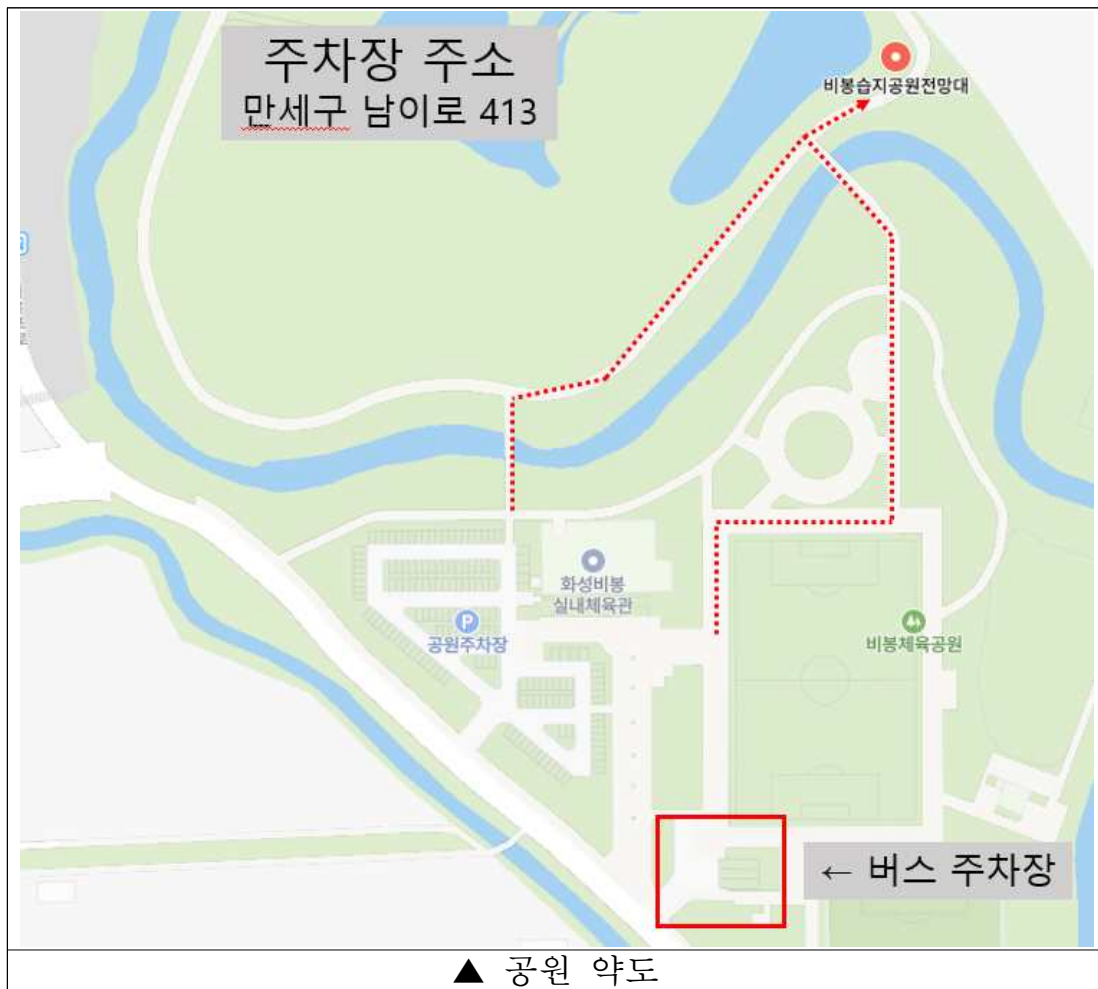 주차장 주소
만세구 남이로 413
비봉습지공원전망대
화성비봉
실내체육관
P
공원주차장
비봉체육공원
← 버스 주차장
▲ 공원 약도